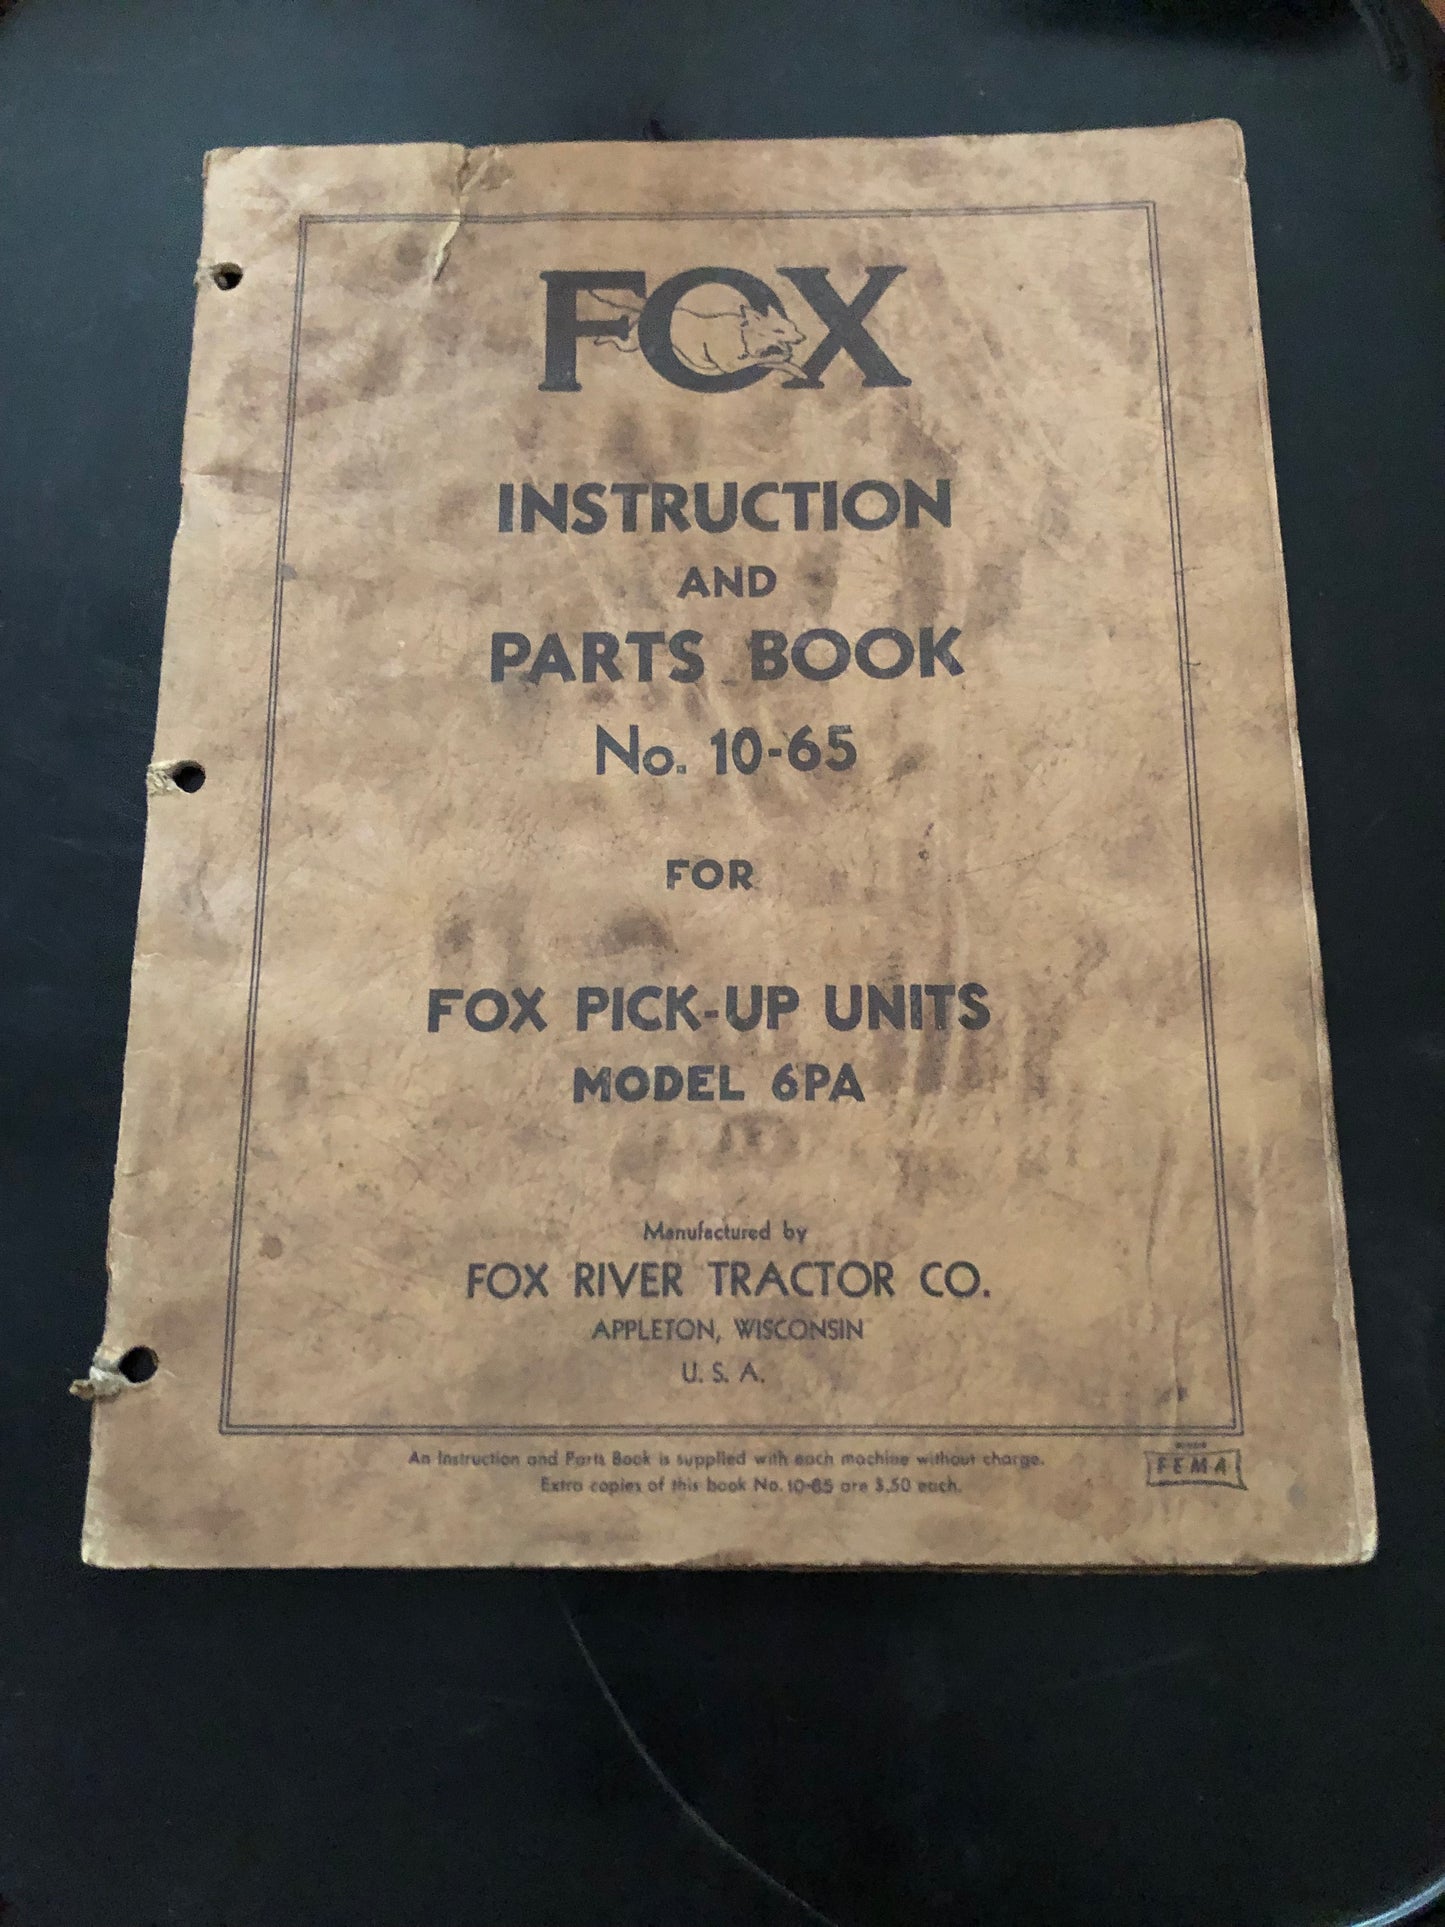 FOX
INSTRUCTION
AND
PARTS BOOK
No. 10-65
FOR
FOX PICK-UP UNITS
MODEL 6PA
Manufactured by
FOX RIVER TRACTOR CO.
APPLETON, WISCONSIN
U. S. A.
An Instruction and Parts Book is supplied with each machine without charge.
Extra copies of this book No. 10-65 are $.50 each.
FEMA